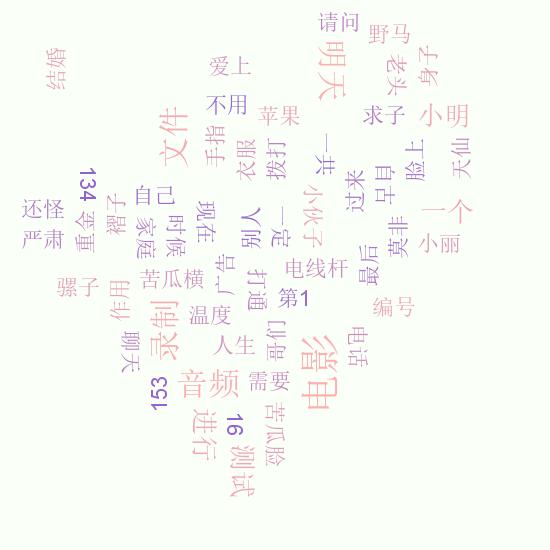 请问
野马
结婚
明天
老头
身子
爱上
不用
苹果
求子
小明
文件
手指
衣服
拨打
一共
脸上
天仙
134
还怪
自己
褶子
小伙子
过来
早日
一个
严肃
重金
家庭
时候
现在
别人
一定
莫非
小丽
最后
骡子
作用
苦瓜横
广告
打通
电线杆
第1
编号
录制
温度
聊天
人生
哥们
电缆
电话
153
音频
需要
进行
16
苦瓜脸
测试